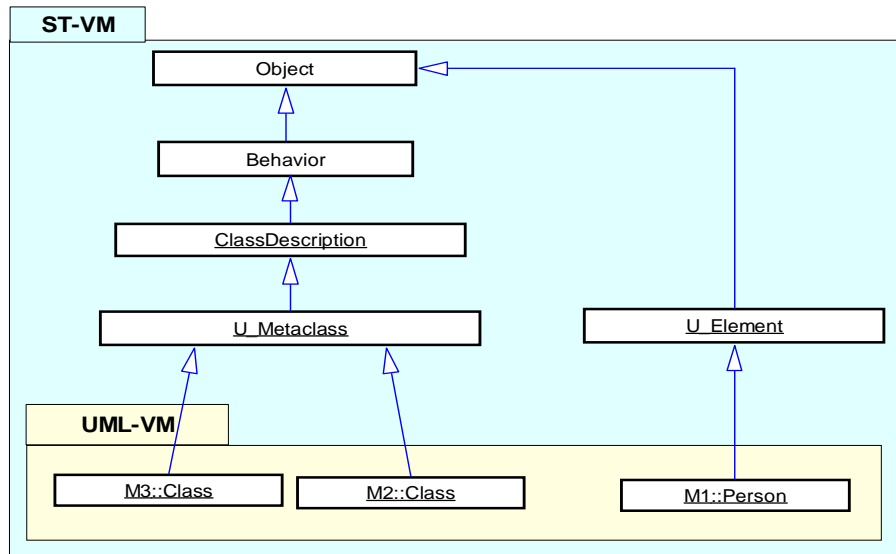 ST-VM
Object
Behavior
ClassDescription
U_Metaclass
U_Element
UML-VM
M3::Class
M2::Class
M1::Person